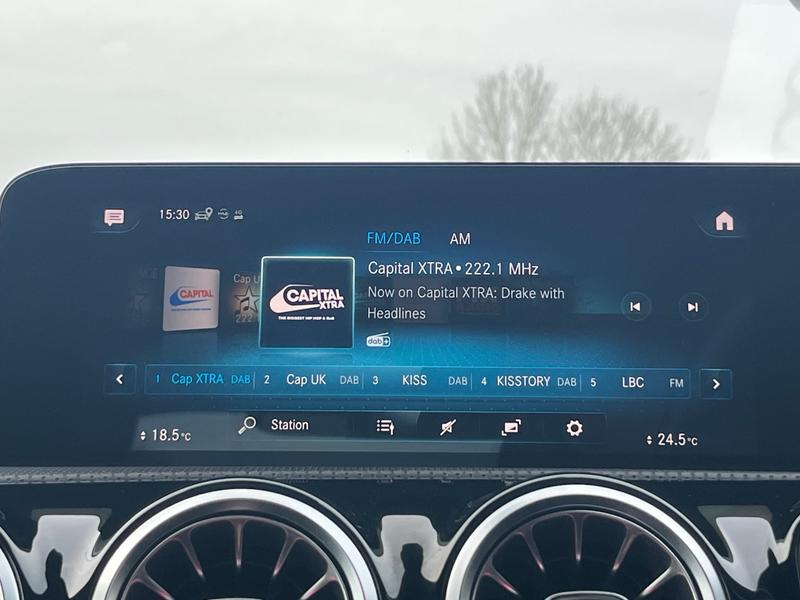 15:30
4G
FM/DAB AM
Capital XTRA • 222.1 MHz
Now on Capital XTRA: Drake with
Headlines
dab+
CAPITAL
Cap U
222
CAPITAL
XTRA
THE BIGGEST HIP HOP & R&B
1 Cap XTRA DAB 2 Cap UK DAB 3 KISS DAB 4 KISSTORY DAB 5 LBC FM
Station
18.5°C
24.5°C